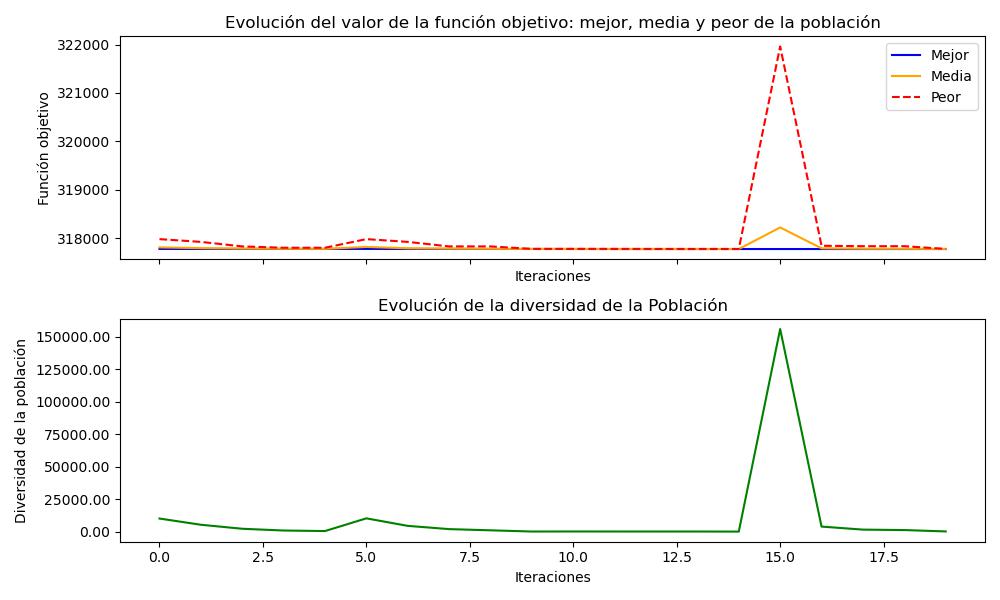 Evolución del valor de la función objetivo: mejor, media y peor de la población
322000
321000
320000
319000
318000
Función objetivo
Mejor
Media
Peor
Iteraciones
Evolución de la diversidad de la Población
150000.00
125000.00
100000.00
75000.00
50000.00
25000.00
0.00
Diversidad de la población
0.0 2.5 5.0 7.5 10.0 12.5 15.0 17.5
Iteraciones